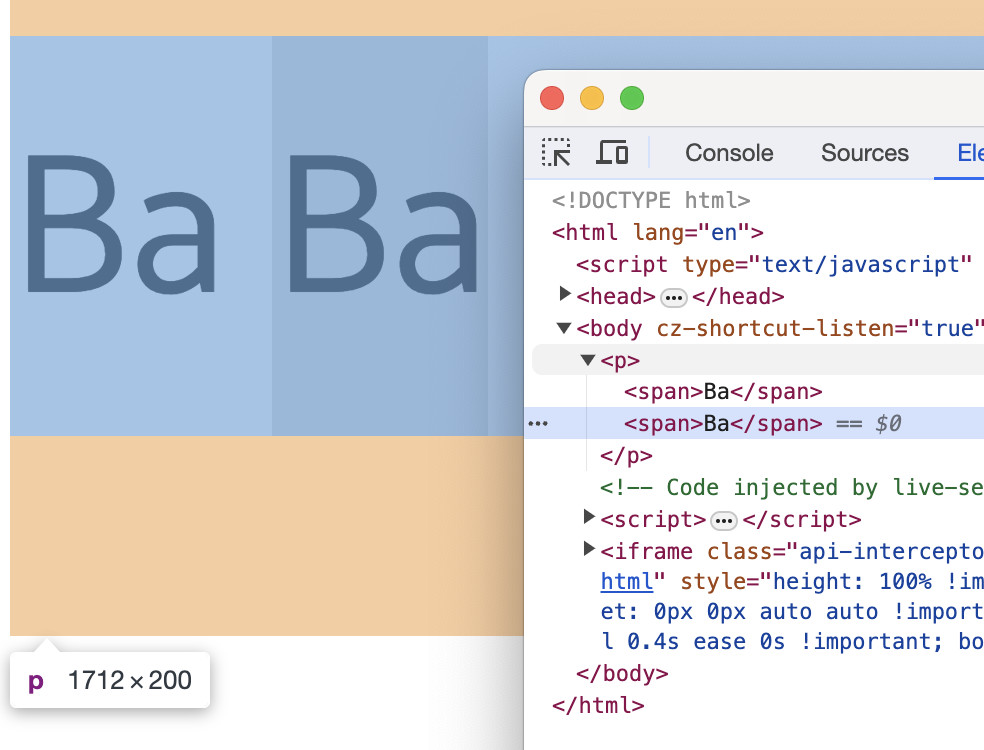 Ba Ba
Console Sources Ele
<!DOCTYPE html>
<html lang="en">
<script type="text/javascript"
<head> ••• </head>
<body cz-shortcut-listen="true"
<p>
<span>Ba</span>
••• <span>Ba</span> == $0
</p>
<!-- Code injected by live-se
<script> ••• </script>
<iframe class="api-intercepto
html" style="height: 100% !im
et: 0px 0px auto auto !import
l 0.4s ease 0s !important; bo
</body>
</html>
p 1712×200